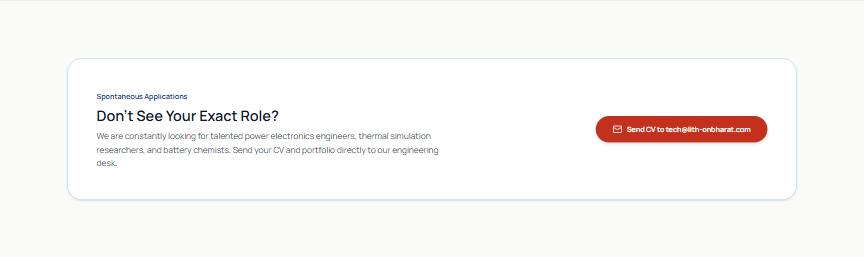 Spontaneous Applications
Don't See Your Exact Role?
We are constantly looking for talented power electronics engineers, thermal simulation
researchers, and battery chemists. Send your CV and portfolio directly to our engineering
desk.
Send CV to tech@lith-onbharat.com